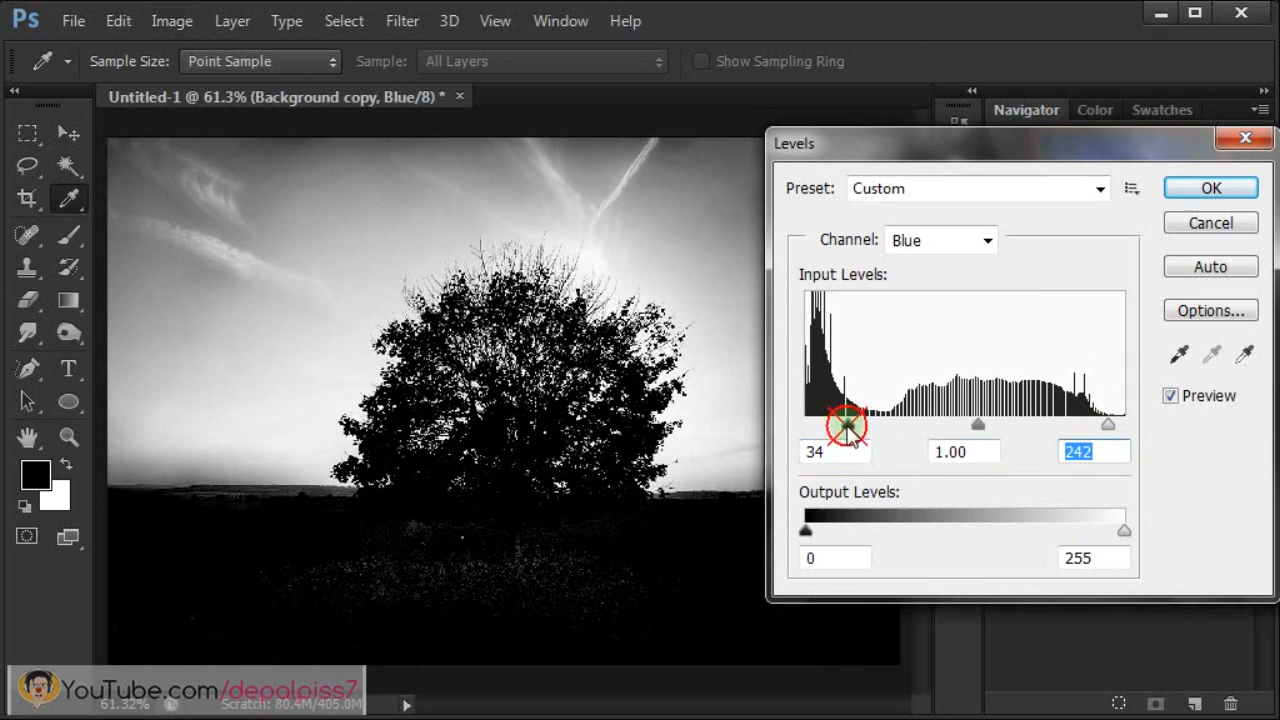 Ps File Edit Image Layer Type Select Filter 3D View Window Help
Sample Size: Point Sample Sample: All Layers Show Sampling Ring
Untitled-1 @ 61.3% (Background copy, Blue/8) * ×
Navigator Color Swatches
Levels
Preset: Custom
OK
Channel: Blue
Cancel
Input Levels:
Auto
Options...
Preview
34 1.00 242
Output Levels:
0 255
YouTube.com/depalpiss7
61.32% Scratch: 80.4M/405.0M